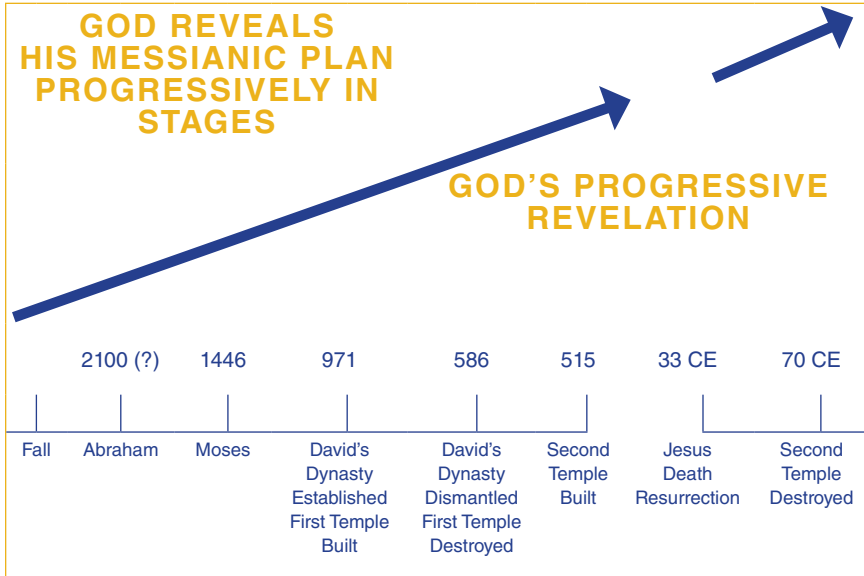 GOD REVEALS
HIS MESSIANIC PLAN
PROGRESSIVELY IN
STAGES
GOD’S PROGRESSIVE
REVELATION
2100 (?) 1446 971 586 515 33 CE 70 CE
Fall Abraham Moses David’s David’s Second Jesus Second
Dynasty Dynasty Temple Death Temple
Established Dismantled Built Resurrection Destroyed
First Temple First Temple
Built Destroyed